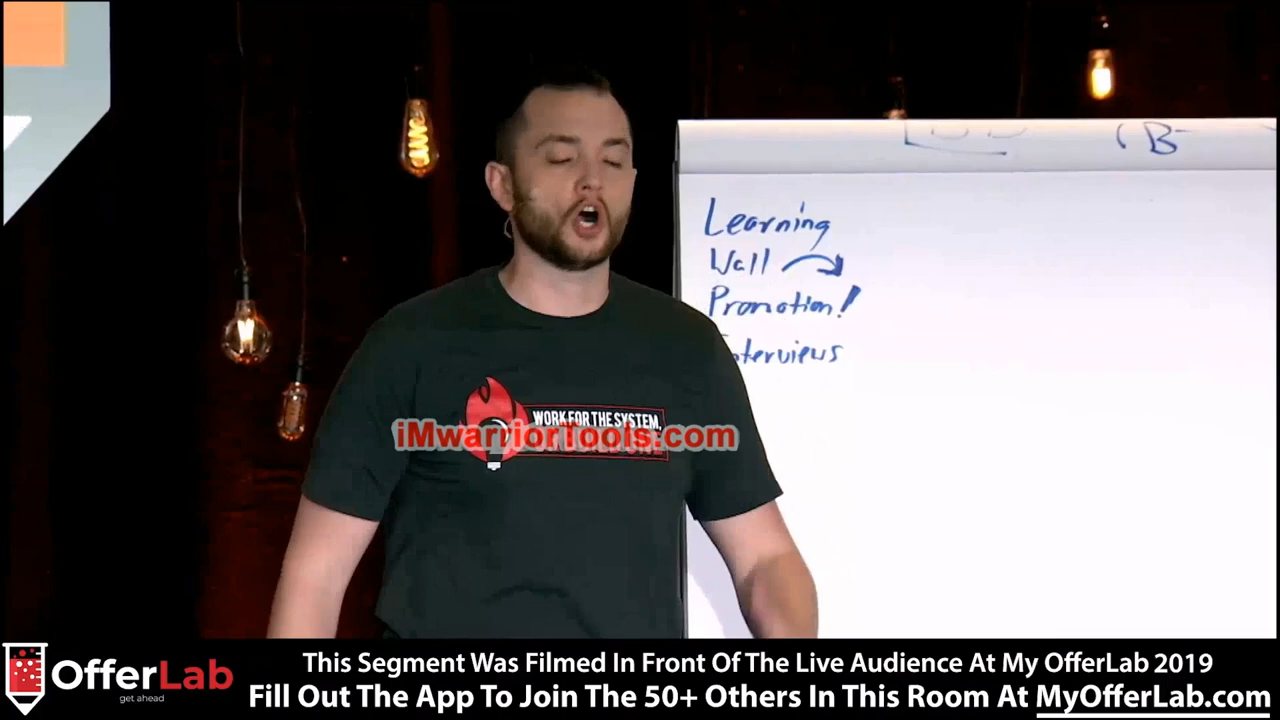 (B-
Learning
Wall
Promotion!
Interviews
WORK FOR THE SYSTEM,
iMwarriorTools.com
OfferLab
get ahead
This Segment Was Filmed In Front Of The Live Audience At My OfferLab 2019
Fill Out The App To Join The 50+ Others In This Room At MyOfferLab.com